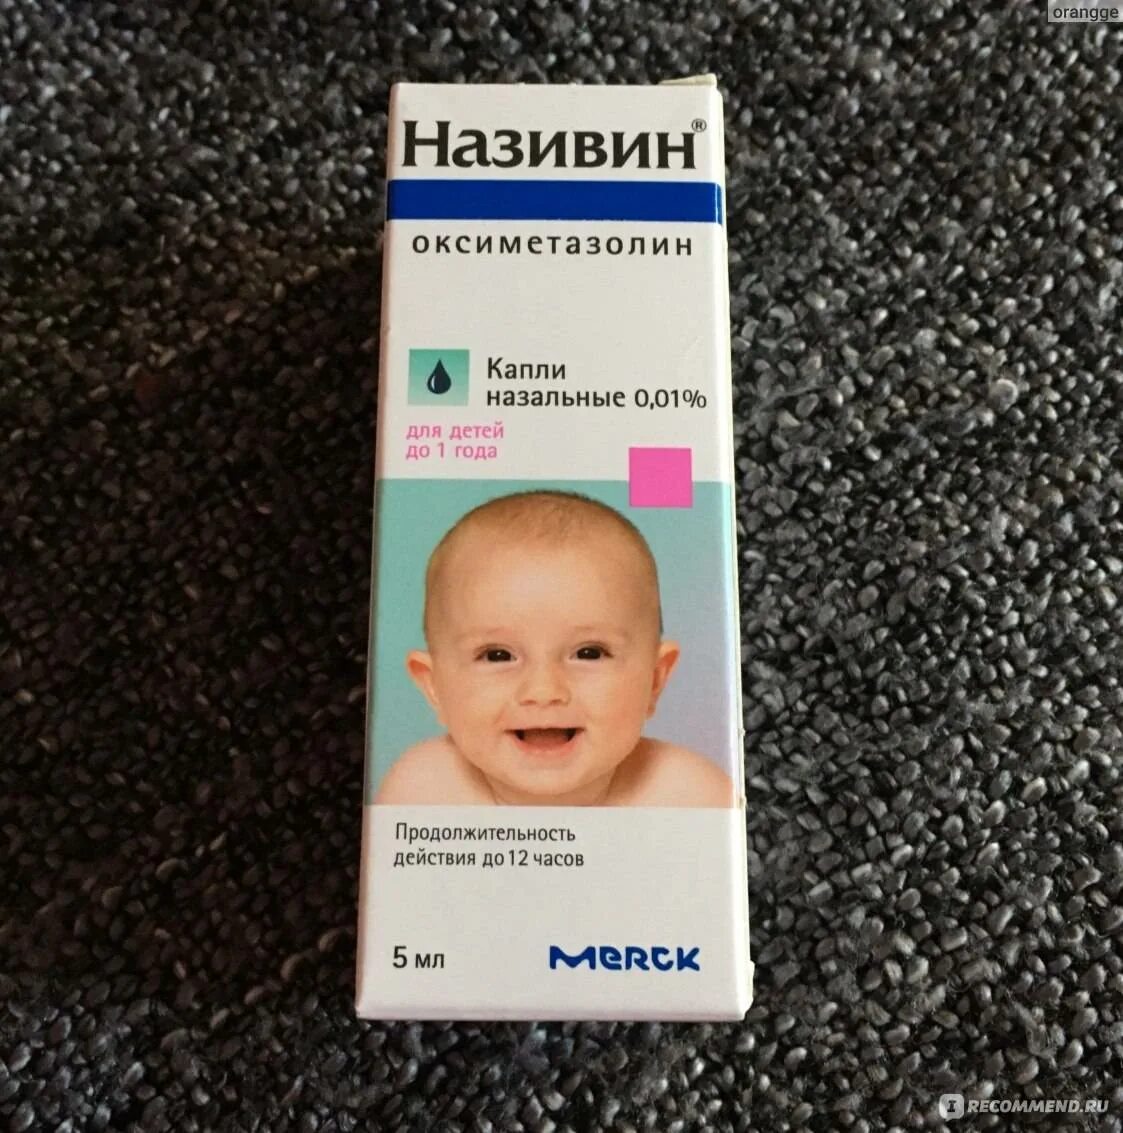 orangge
Називин®
оксиметазолин
Капли
назальные 0,01%
для детей
до 1 года
Продолжительность
действия до 12 часов
5 мл
Merck
IRECOMMEND.RU